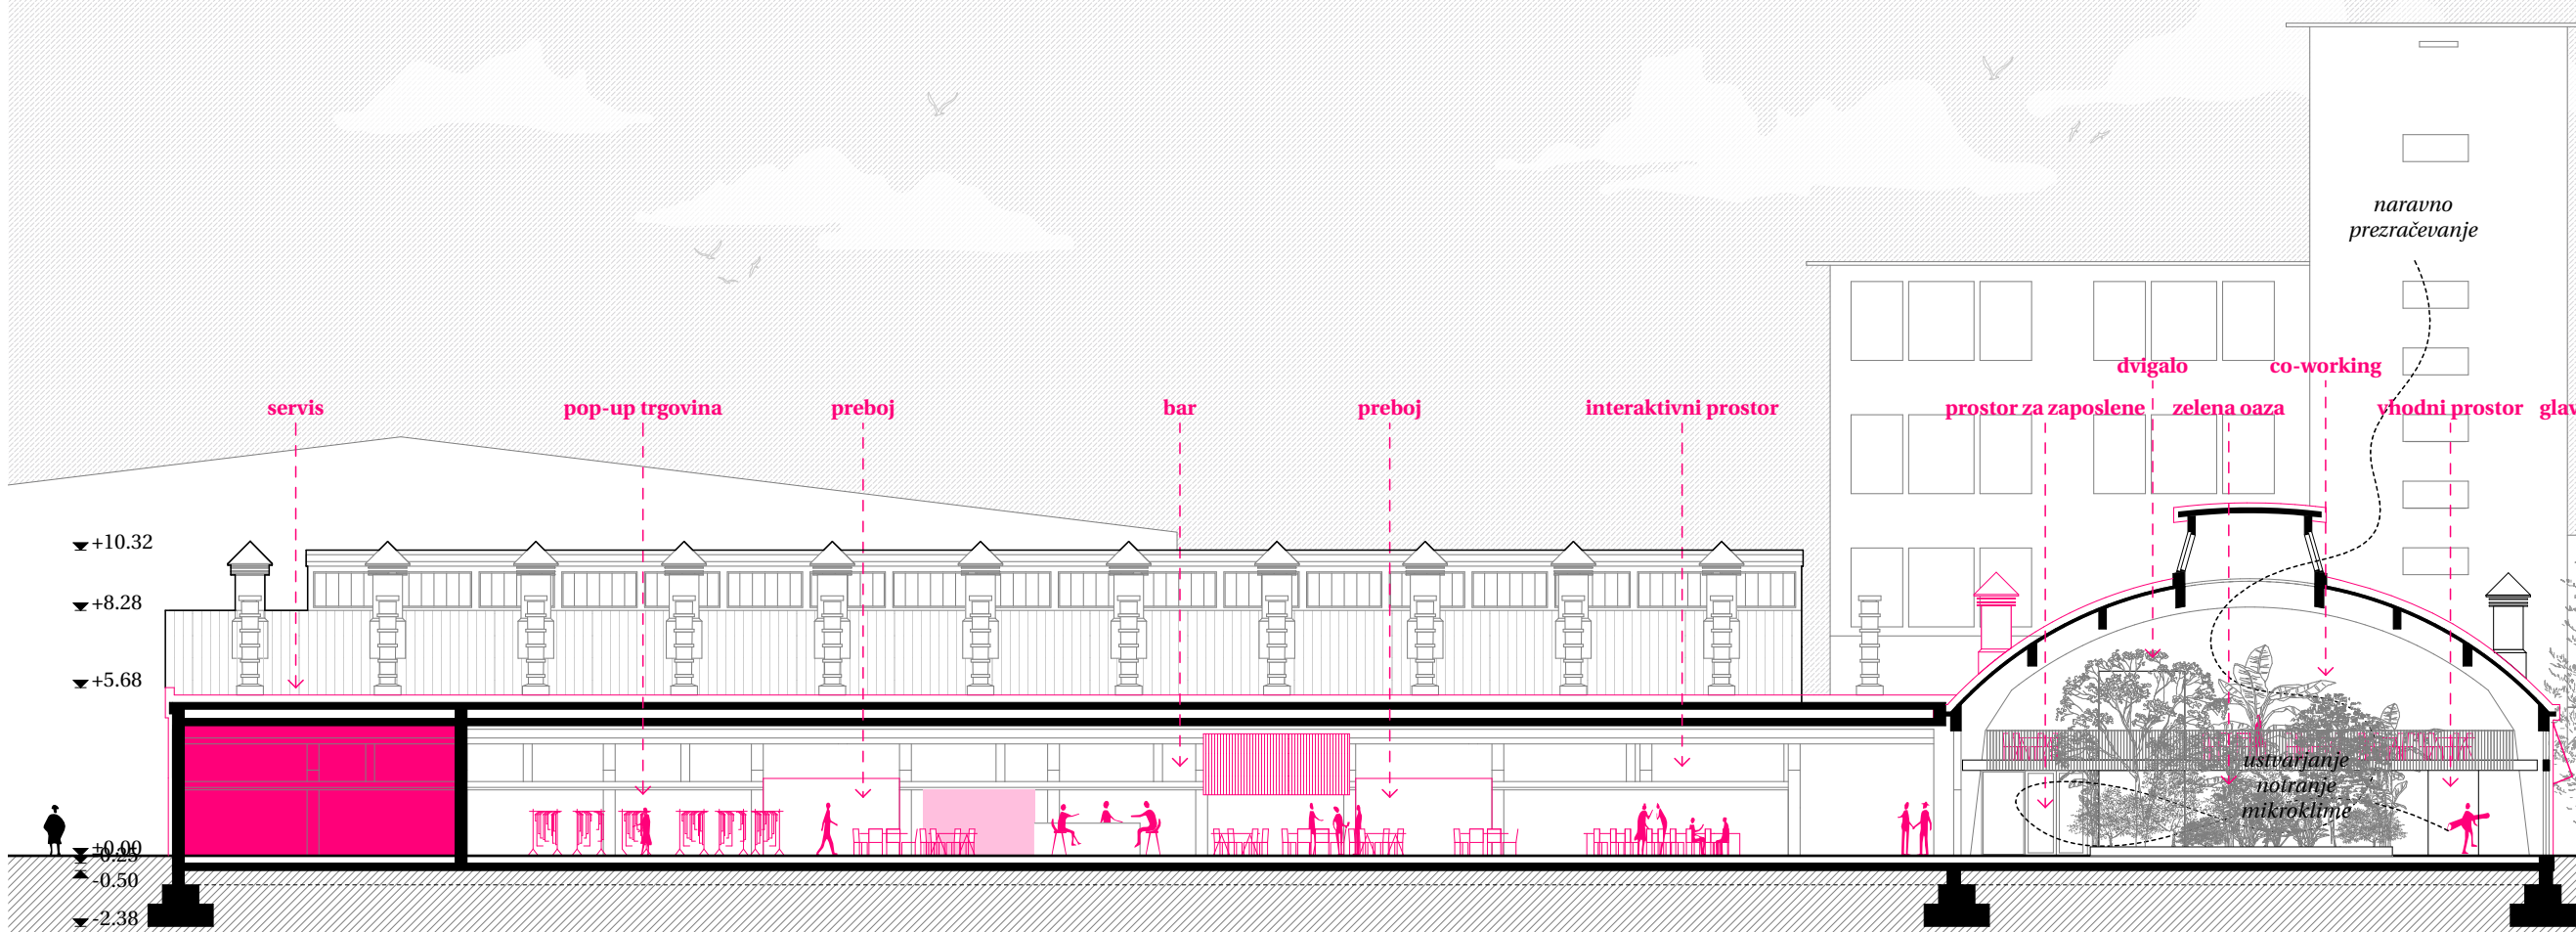 naravno
prezračevanje
dvigalo
co-working
servis
pop-up trgovina
preboj
bar
preboj
interaktivni prostor
prostor za zaposlene
zelena oaza
vhodni prostor
glav
+10.32
+8.28
+5.68
ustvarjanje
notranje
mikroklime
+0.00
-0.25
-0.50
-2.38